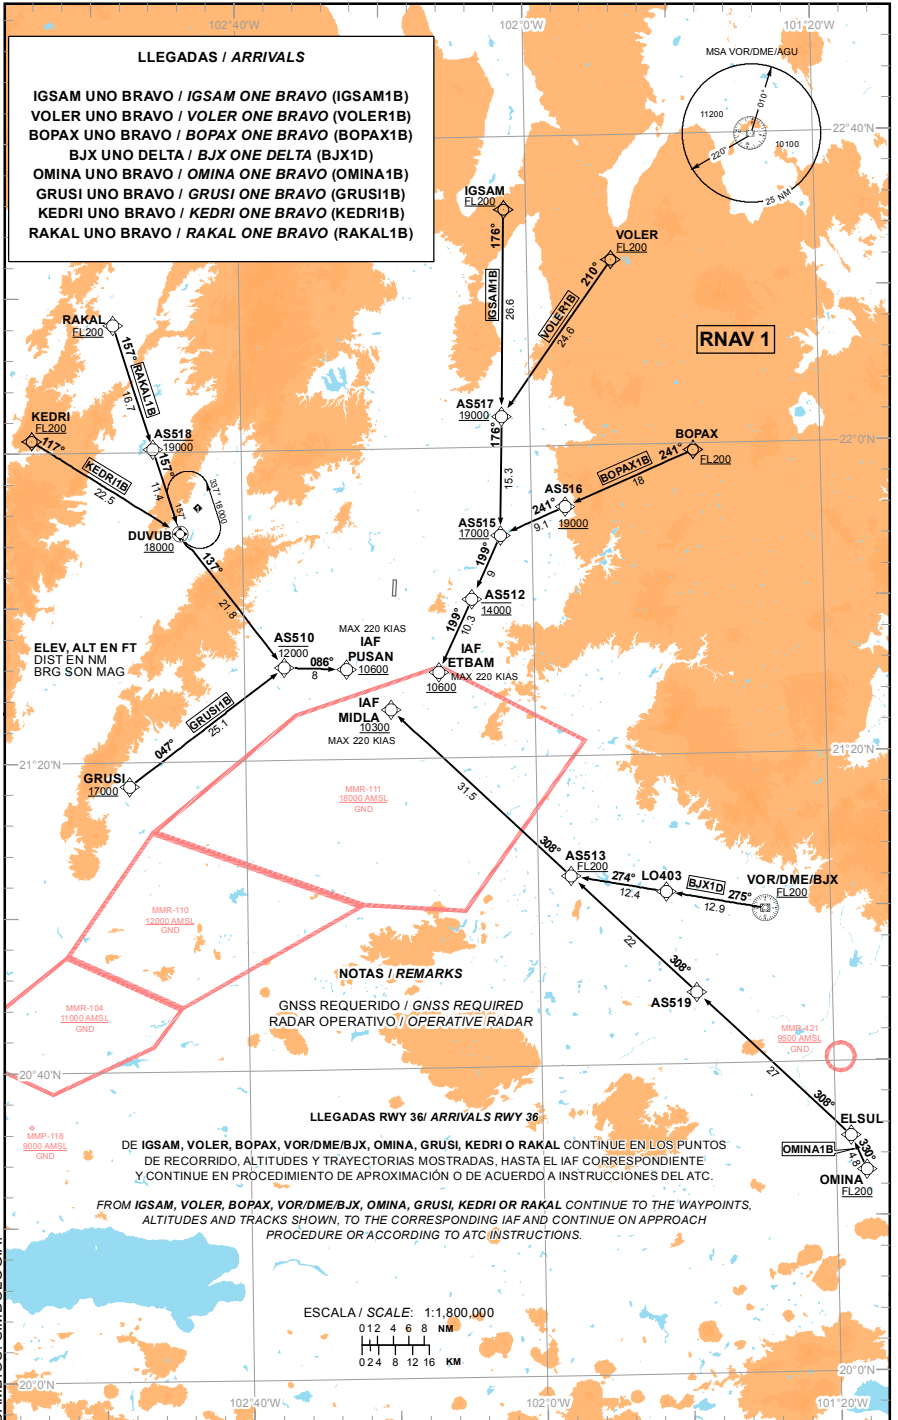 102°40'W
102°0'W
101°20'W
LLEGADAS / ARRIVALS
IGSAM UNO BRAVO / IGSAM ONE BRAVO (IGSAM1B)
VOLER UNO BRAVO / VOLER ONE BRAVO (VOLER1B)
BOPAX UNO BRAVO / BOPAX ONE BRAVO (BOPAX1B)
BJX UNO DELTA / BJX ONE DELTA (BJX1D)
OMINA UNO BRAVO / OMINA ONE BRAVO (OMINA1B)
GRUSI UNO BRAVO / GRUSI ONE BRAVO (GRUSI1B)
KEDRI UNO BRAVO / KEDRI ONE BRAVO (KEDRI1B)
RAKAL UNO BRAVO / RAKAL ONE BRAVO (RAKAL1B)
MSA VOR/DME/AGU
010°
11200
10100
220°
25 NM
22°40'N
22°40'N
IGSAM
FL200
176°
IGSAM1B
26.6
VOLER
FL200
210°
VOLER1B
24.6
RNAV 1
RAKAL
FL200
157°
RAKAL1B
16.7
KEDRI
FL200
117°
KEDRI1B
22.5
AS518
19000
157°
11.4
157°
337° 18000
DUVUB
18000
AS517
19000
176°
15.3
BOPAX
FL200
241°
BOPAX1B
18
22°0'N
AS516
19000
241°
9.1
AS515
17000
199°
9
AS512
14000
199°
10.3
137°
21.8
ELEV, ALT EN FT
DIST EN NM
BRG SON MAG
AS510
12000
086°
8
MAX 220 KIAS
IAF
PUSAN
10600
IAF
ETBAM
MAX 220 KIAS
10600
IAF
MIDLA
10300
MAX 220 KIAS
GRUSI1B
25.1
047°
21°20'N
21°20'N
GRUSI
17000
MMR-111
18000 AMSL
GND
31.5
308°
AS513
FL200
274°
12.4
LO403
BJX1D
275°
12.9
VOR/DME/BJX
FL200
MMR-110
12000 AMSL
GND
22
308°
AS519
NOTAS / REMARKS
GNSS REQUERIDO / GNSS REQUIRED
RADAR OPERATIVO / OPERATIVE RADAR
MMR-104
11000 AMSL
GND
MMR-421
9500 AMSL
GND
20°40'N
20°40'N
27
308°
ELSUL
OMINA1B
330°
4.8
OMINA
FL200
MMP-118
9000 AMSL
GND
LLEGADAS RWY 36/ ARRIVALS RWY 36
DE IGSAM, VOLER, BOPAX, VOR/DME/BJX, OMINA, GRUSI, KEDRI O RAKAL CONTINUE EN LOS PUNTOS
DE RECORRIDO, ALTITUDES Y TRAYECTORIAS MOSTRADAS, HASTA EL IAF CORRESPONDIENTE
Y CONTINUE EN PROCEDIMIENTO DE APROXIMACIÓN O DE ACUERDO A INSTRUCCIONES DEL ATC.
FROM IGSAM, VOLER, BOPAX, VOR/DME/BJX, OMINA, GRUSI, KEDRI OR RAKAL CONTINUE TO THE WAYPOINTS,
ALTITUDES AND TRACKS SHOWN, TO THE CORRESPONDING IAF AND CONTINUE ON APPROACH
PROCEDURE OR ACCORDING TO ATC INSTRUCTIONS.
ESCALA / SCALE: 1:1,800,000
0 1 2 4 6 8 NM
0 2 4 8 12 16 KM
20°0'N
20°0'N
102°40'W
102°0'W
101°20'W